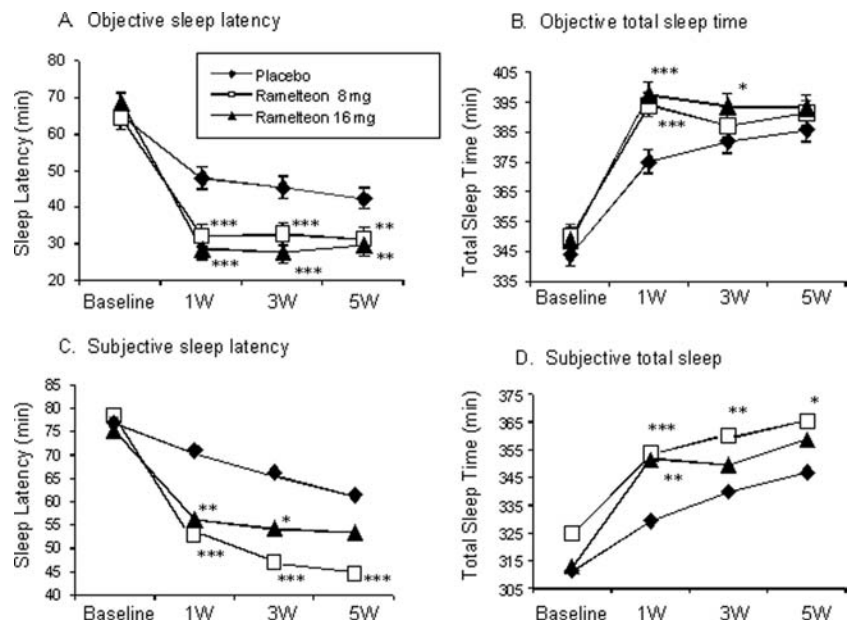 A. Objective sleep latency
Sleep Latency (min)
80
70
60
50
40
30
20
Placebo
Rametteon 8 mg
Rametteon 16 mg
***
***
**
***
***
**
Baseline
1W
3W
5W
B. Objective total sleep time
Total Sleep Time (min)
405
395
385
375
365
355
345
335
***
*
***
Baseline
1W
3W
5W
C. Subjective sleep latency
Sleep Latency (min)
85
80
75
70
65
60
55
50
45
40
**
*
***
***
***
Baseline
1W
3W
5W
D. Subjective total sleep
Total Sleep Time (min)
375
365
355
345
335
325
315
305
***
**
*
**
Baseline
1W
3W
5W